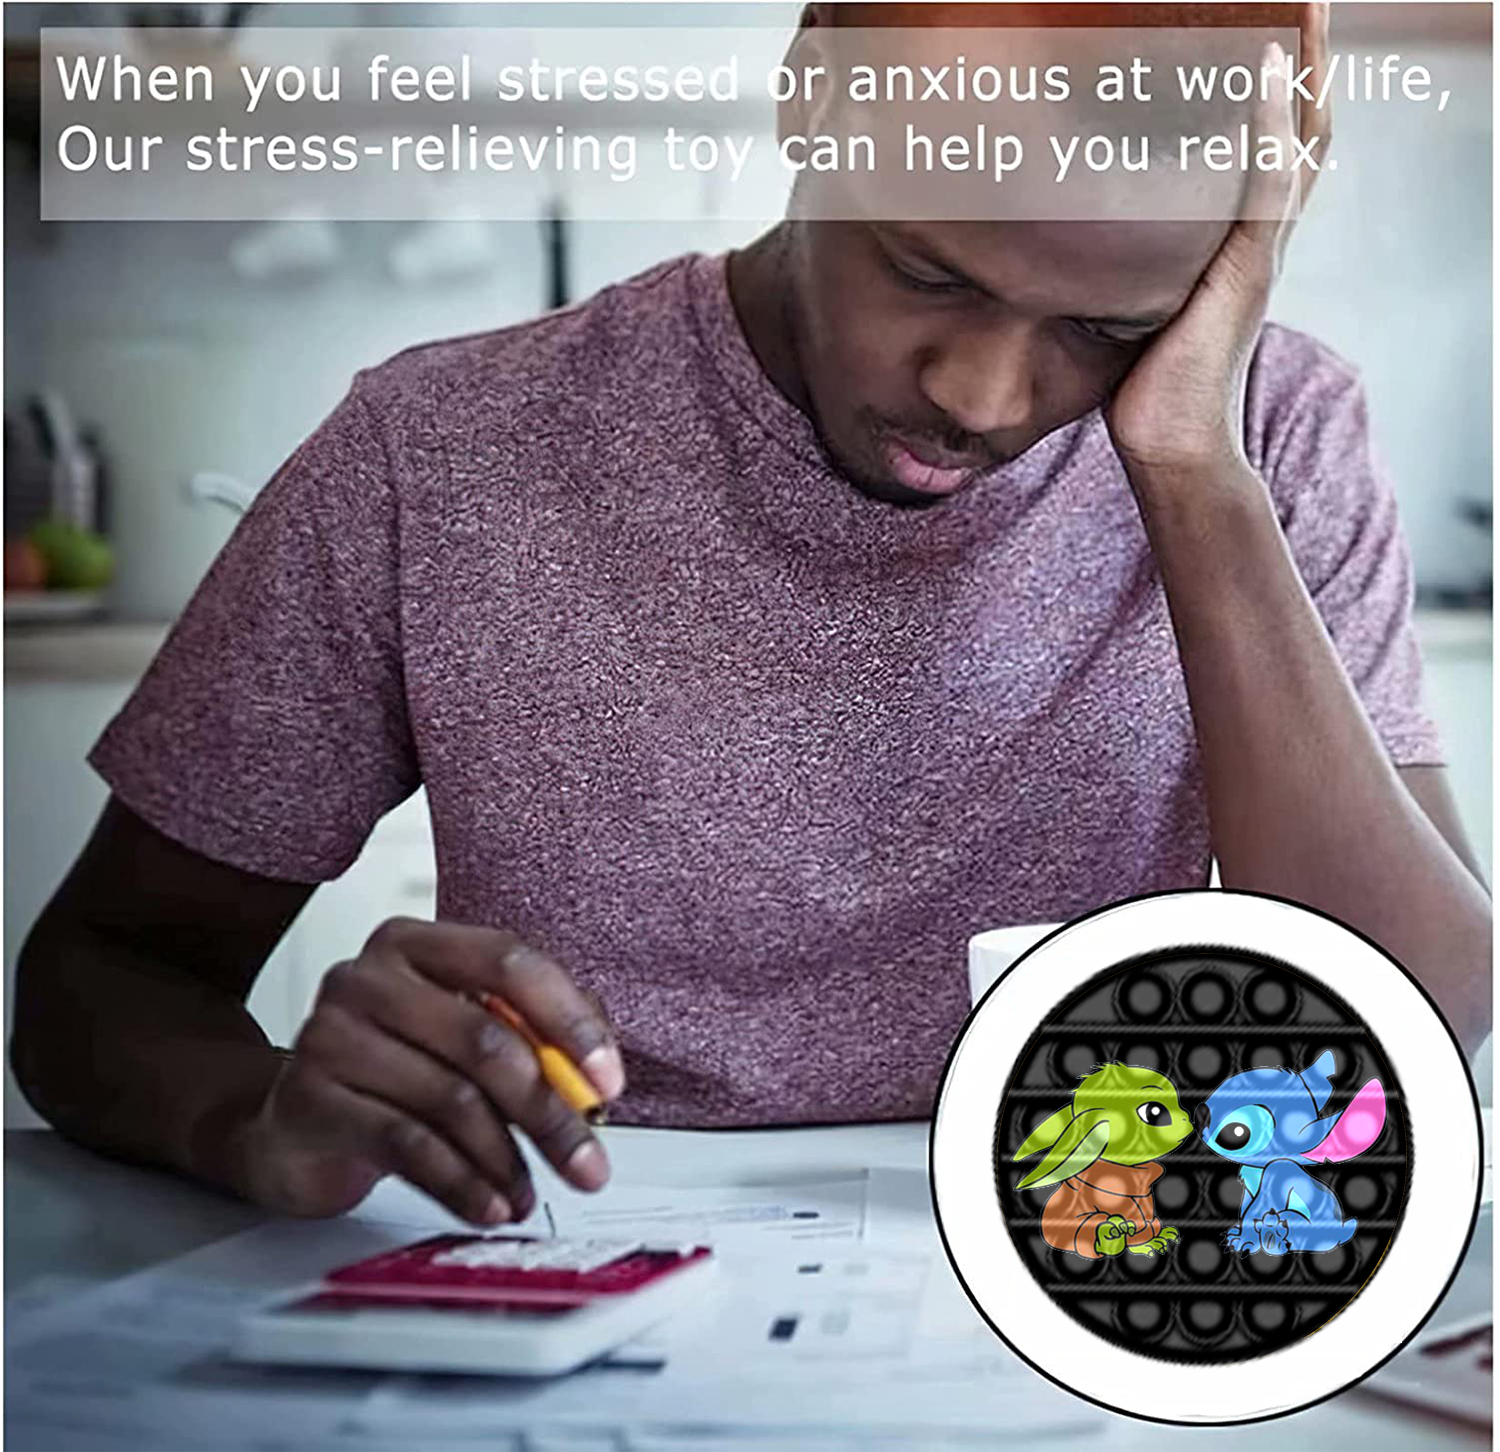 When you feel stressed or anxious at work/life,
Our stress-relieving toy can help you relax.